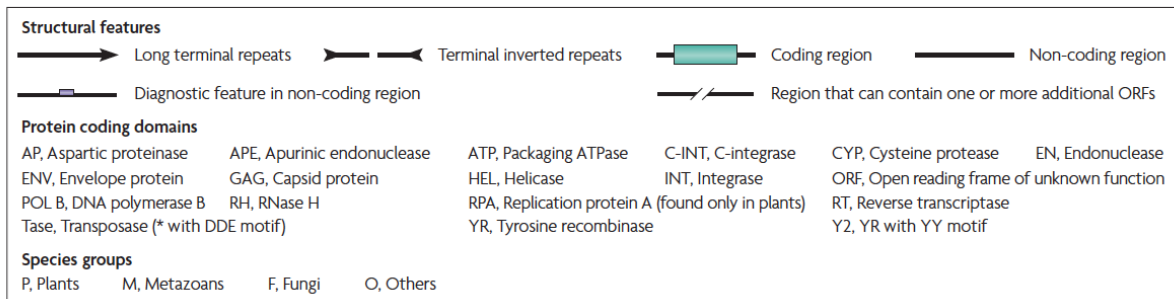 Structural features
Long terminal repeats Terminal inverted repeats Coding region Non-coding region
Diagnostic feature in non-coding region Region that can contain one or more additional ORFs
Protein coding domains
AP, Aspartic proteinase APE, Apurinic endonuclease ATP, Packaging ATPase C-INT, C-integrase CYP, Cysteine protease EN, Endonuclease
ENV, Envelope protein GAG, Capsid protein HEL, Helicase INT, Integrase ORF, Open reading frame of unknown function
POL B, DNA polymerase B RH, RNase H RPA, Replication protein A (found only in plants) RT, Reverse transcriptase
Tase, Transposase (* with DDE motif) YR, Tyrosine recombinase Y2, YR with YY motif
Species groups
P, Plants M, Metazoans F, Fungi O, Others